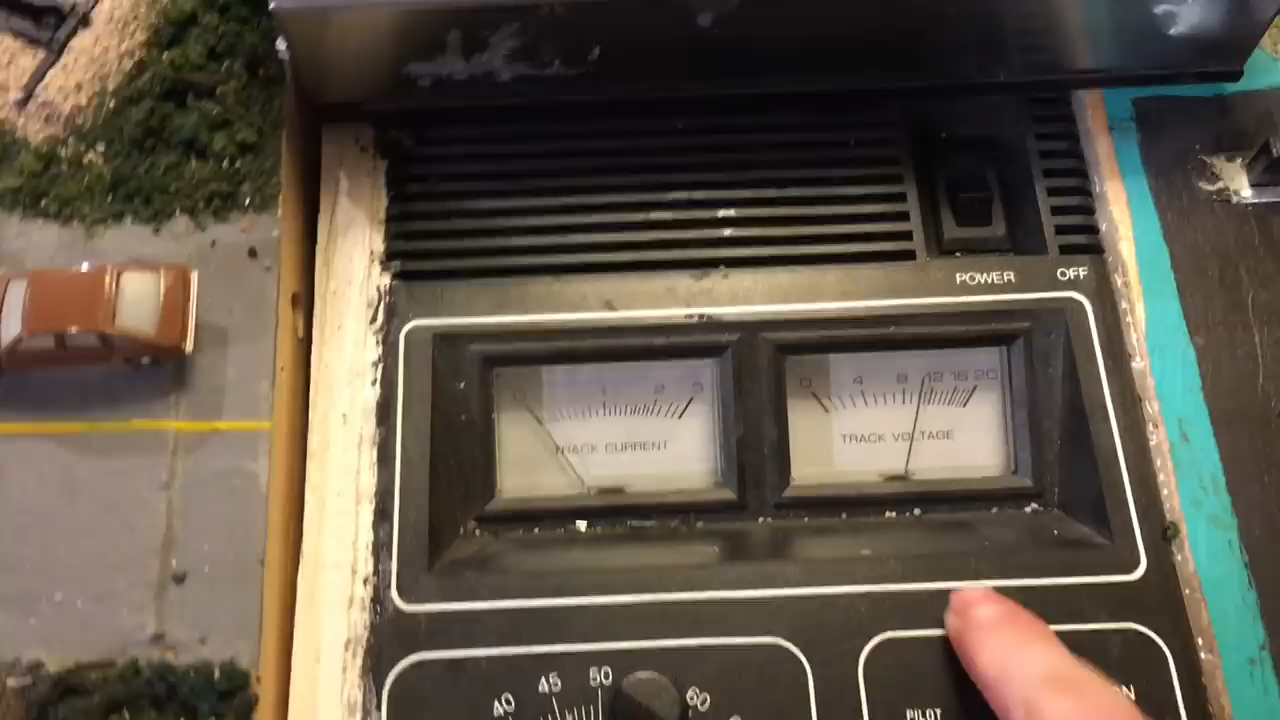 POWER OFF
0 1 2 3
TRACK CURRENT
0 4 8 12 16 20
TRACK VOLTAGE
40 45 50 60
PILOT